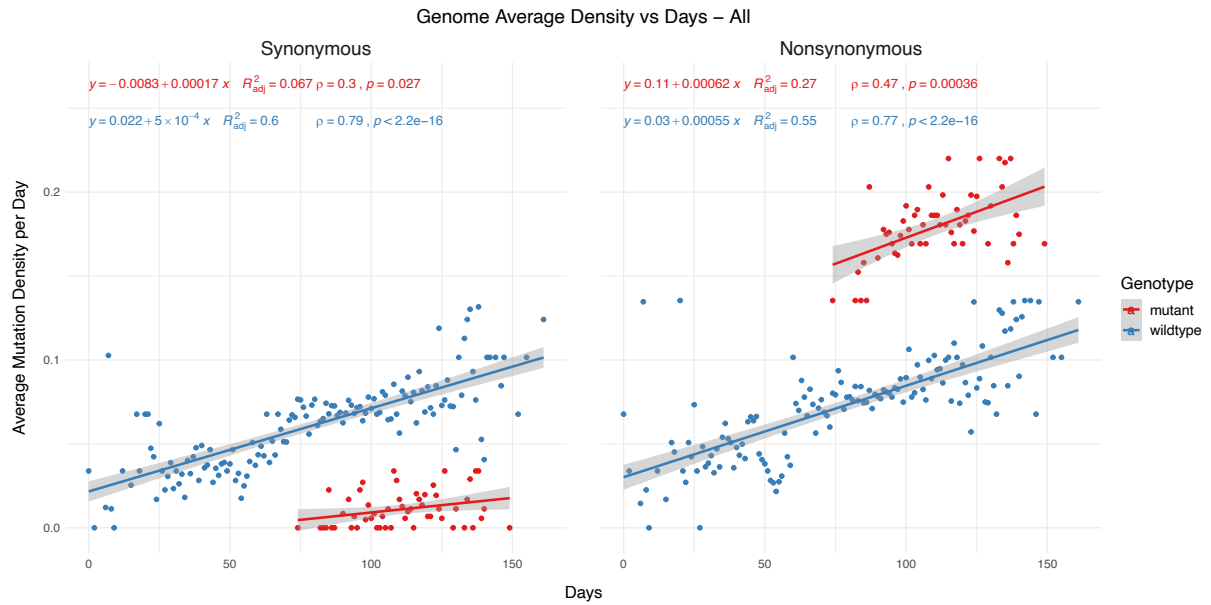 Genome Average Density vs Days – All
Synonymous
Nonsynonymous
y = −0.0083 + 0.00017 x R²adj = 0.067 ρ = 0.3 , p = 0.027
y = 0.11 + 0.00062 x R²adj = 0.27 ρ = 0.47 , p = 0.00036
y = 0.022 + 5 × 10⁻⁴ x R²adj = 0.6 ρ = 0.79 , p < 2.2e−16
y = 0.03 + 0.00055 x R²adj = 0.55 ρ = 0.77 , p < 2.2e−16
Average Mutation Density per Day
0.2
0.1
0.0
0 50 100 150
0 50 100 150
Days
Genotype
a mutant
a wildtype